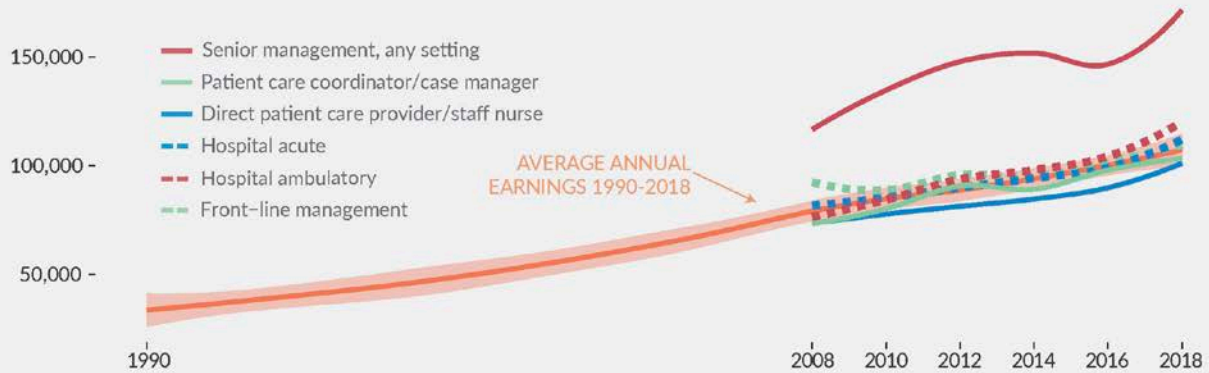 150,000 -
100,000 -
50,000 -
Senior management, any setting
Patient care coordinator/case manager
Direct patient care provider/staff nurse
Hospital acute
Hospital ambulatory
Front–line management
AVERAGE ANNUAL
EARNINGS 1990-2018
1990
2008
2010
2012
2014
2016
2018